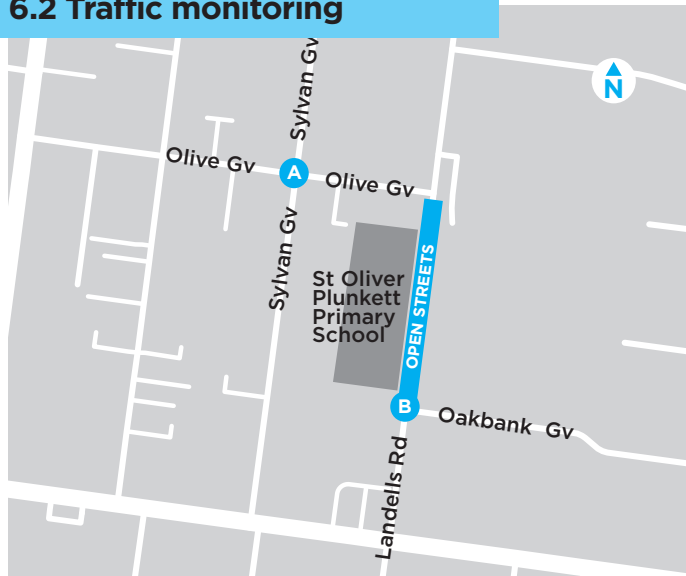 6.2 Traffic monitoring
Sylvan Gv
N
Olive Gv
A
Olive Gv
Sylvan Gv
St Oliver
Plunkett
Primary
School
OPEN STREETS
B
Oakbank Gv
Landells Rd